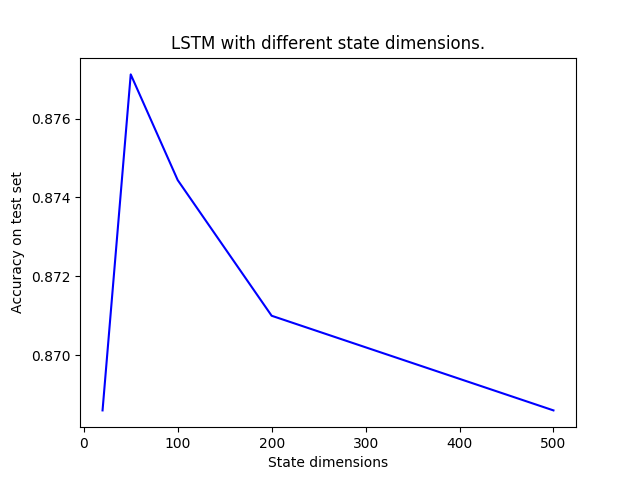 LSTM with different state dimensions.
0.876
0.874
0.872
0.870
Accuracy on test set
0 100 200 300 400 500
State dimensions